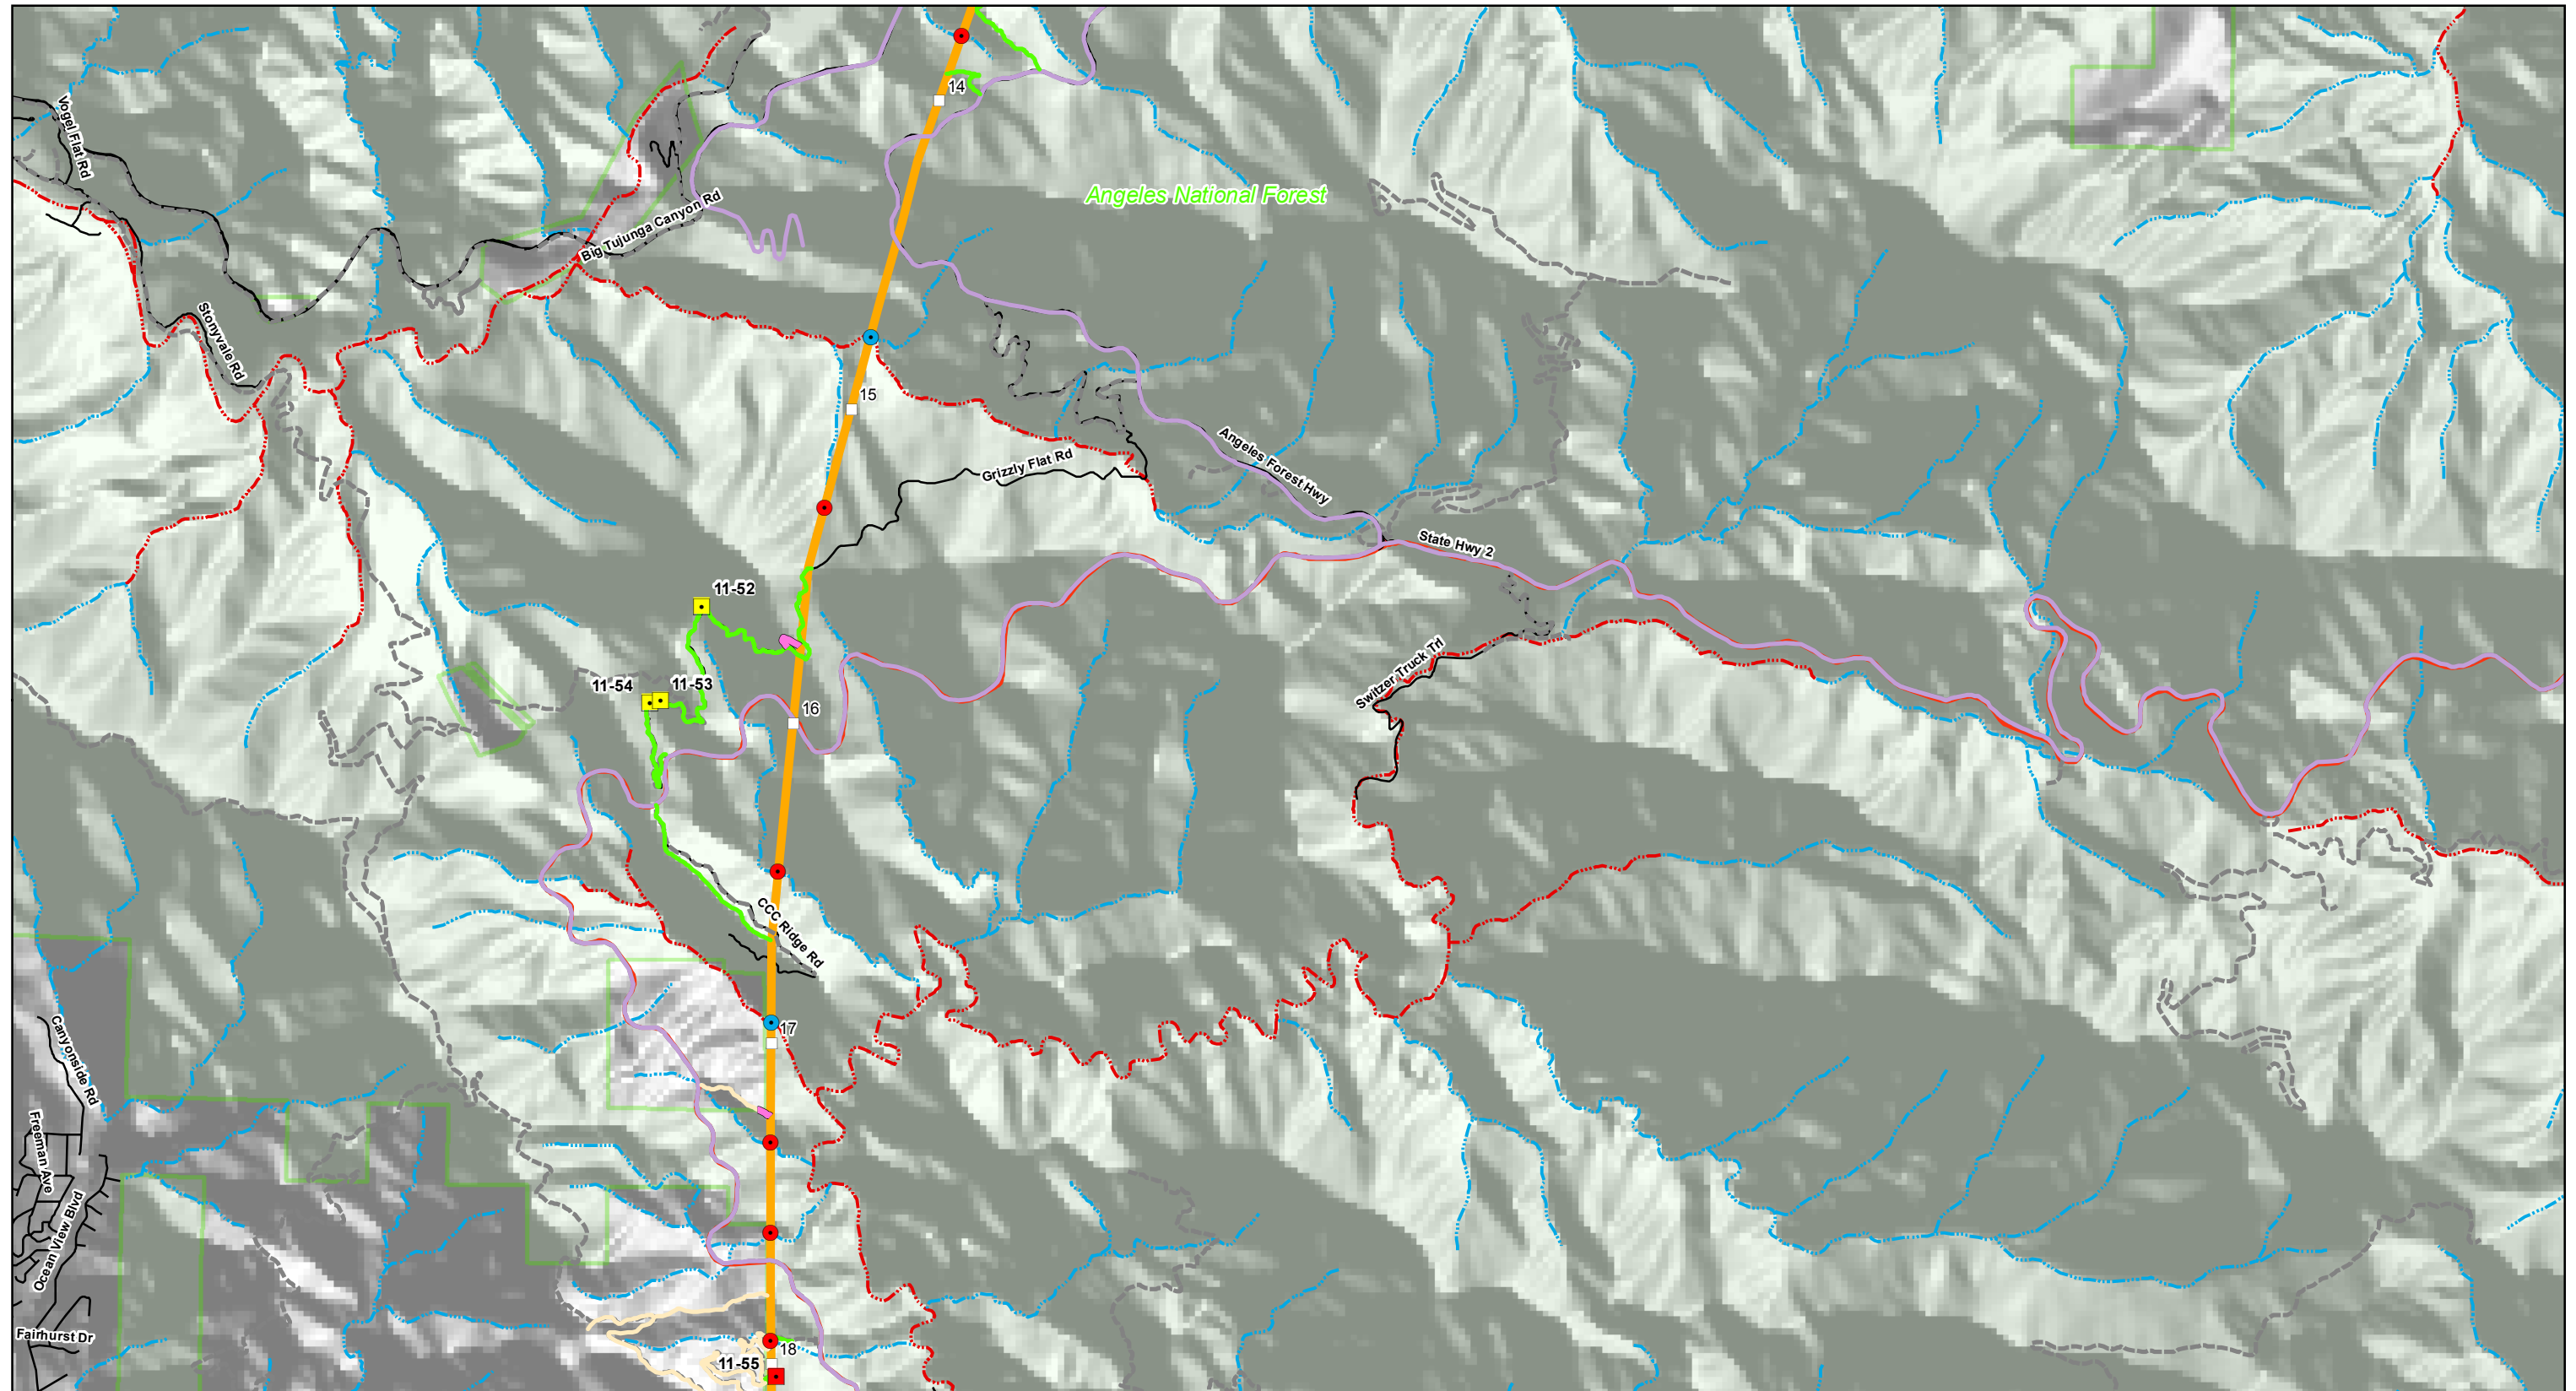 14
Vogel Flat Rd
Angeles National Forest
Big Tujunga Canyon Rd
Stonyvale Rd
15
Grizzly Flat Rd
Angeles Forest Hwy
State Hwy 2
11-52
Switzer Truck Trl
11-54
11-53
16
CCC Ridge Rd
17
Canyonside Rd
Freeman Ave
Ocean View Blvd
Fairhurst Dr
18
11-55